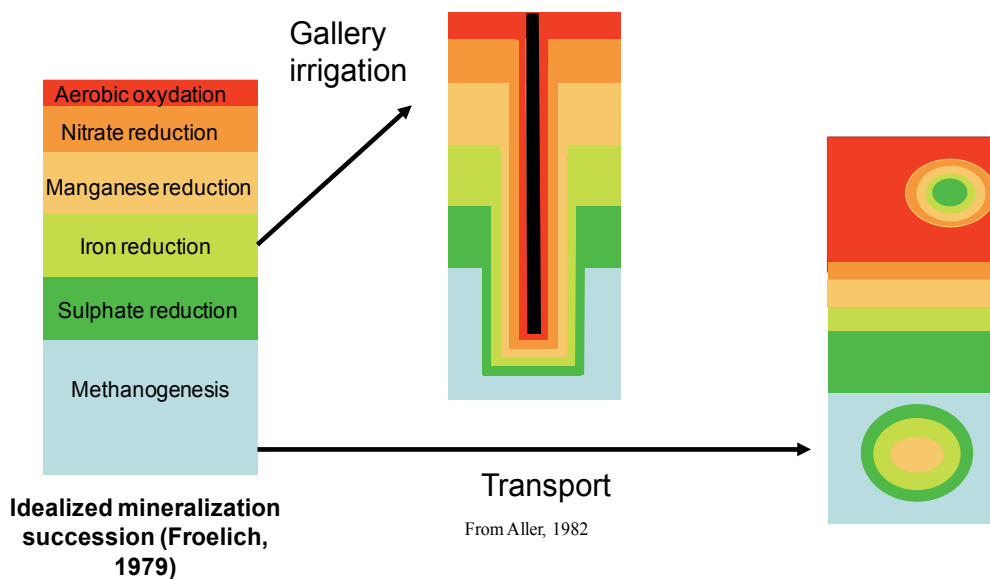 Gallery
irrigation
Aerobic oxydation
Nitrate reduction
Manganese reduction
Iron reduction
Sulphate reduction
Methanogenesis
Idealized mineralization
succession (Froelich,
1979)
Transport
From Aller, 1982